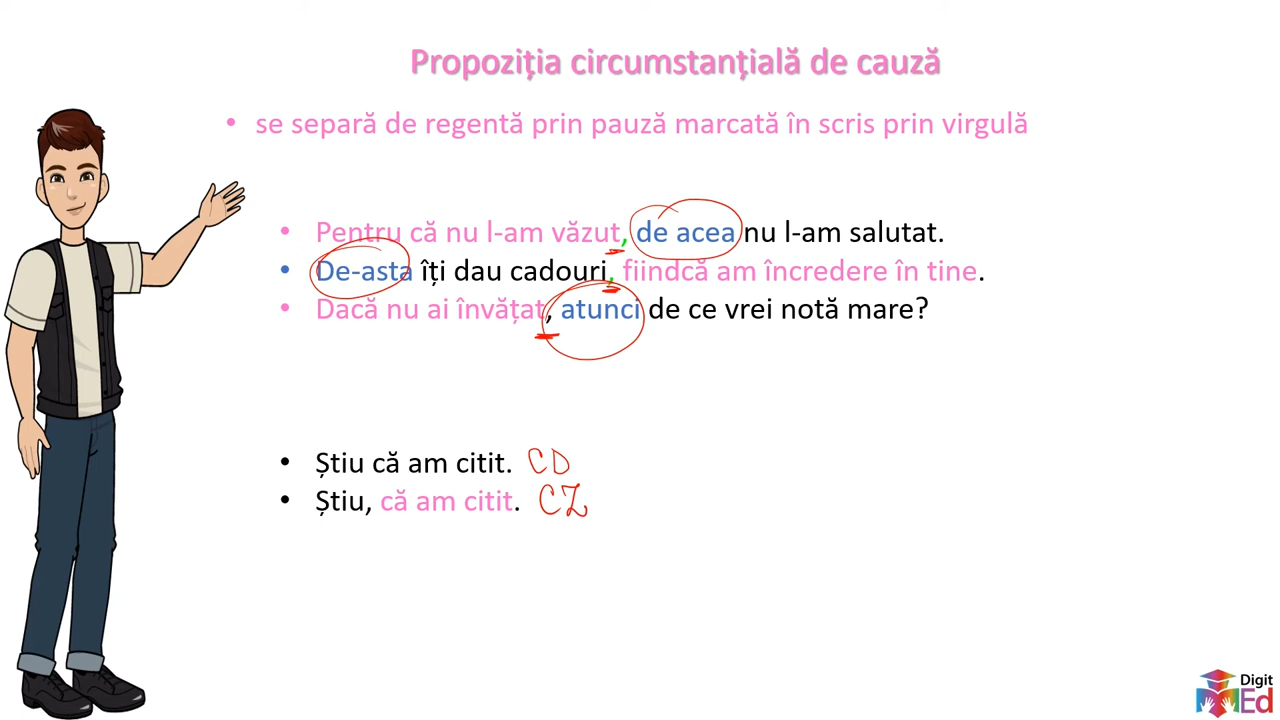 Propoziția circumstanțială de cauză
• se separă de regentă prin pauză marcată în scris prin virgulă
• Pentru că nu l-am văzut, de acea nu l-am salutat.
• De-asta îți dau cadouri, fiindcă am încredere în tine.
• Dacă nu ai învățat, atunci de ce vrei notă mare?
• Știu că am citit. CD
• Știu, că am citit. CZ
Digit
Ed